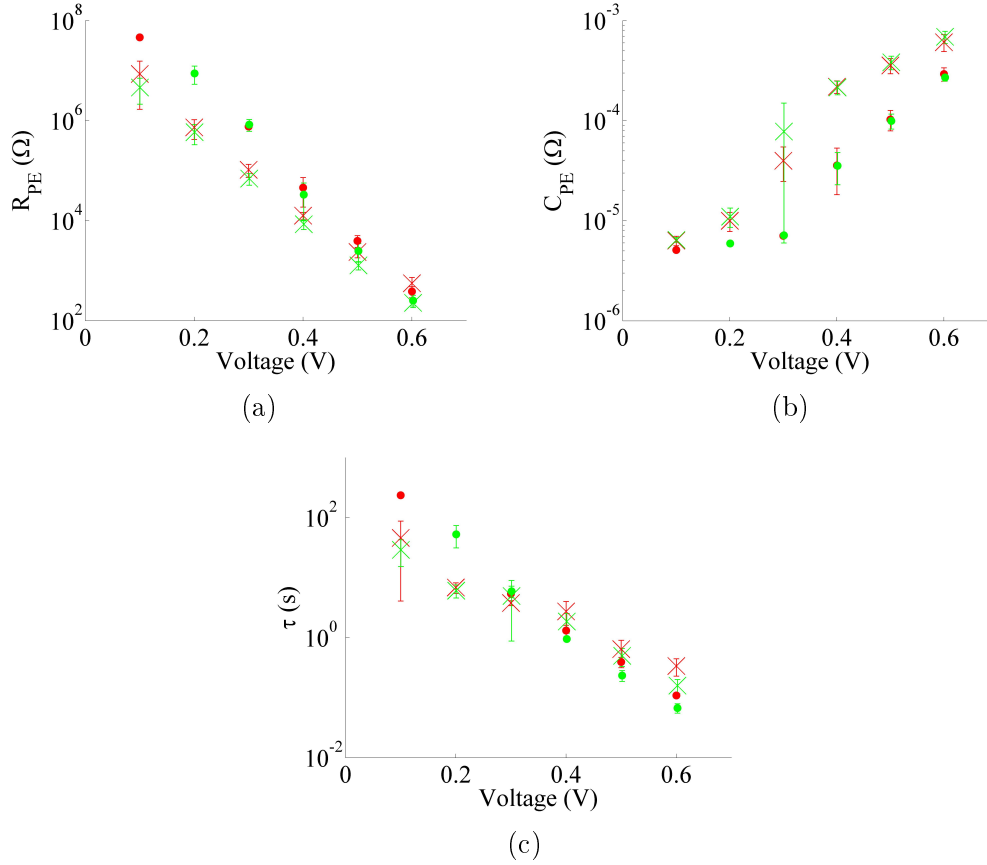 10^8
10^6
10^4
10^2
R_PE (Ω)
0 0.2 0.4 0.6
Voltage (V)
(a)
10^-3
10^-4
10^-5
10^-6
C_PE (Ω)
0 0.2 0.4 0.6
Voltage (V)
(b)
10^2
10^0
10^-2
τ (s)
0 0.2 0.4 0.6
Voltage (V)
(c)